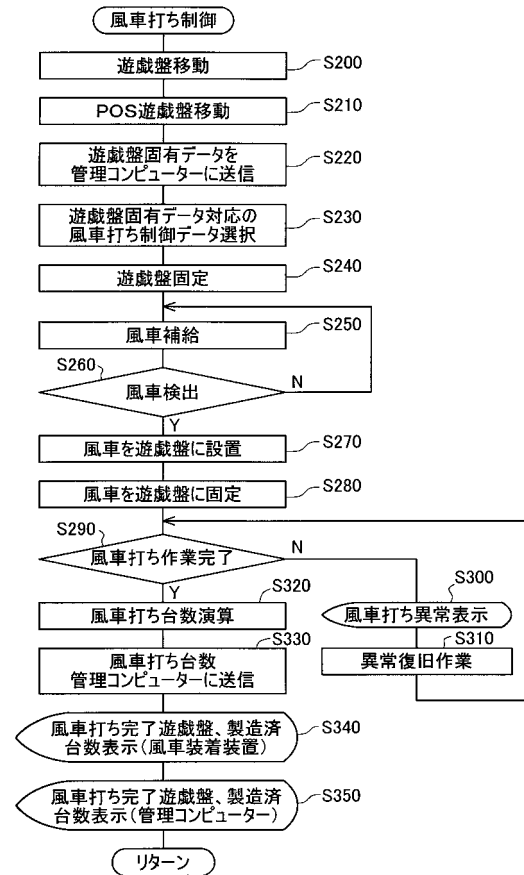 風車打ち制御
遊戯盤移動
S200
POS遊戯盤移動
S210
遊戯盤固有データを
管理コンピューターに送信
S220
遊戯盤固有データ対応の
風車打ち制御データ選択
S230
遊戯盤固定
S240
風車補給
S250
S260
風車検出
N
Y
風車を遊戯盤に設置
S270
風車を遊戯盤に固定
S280
S290
風車打ち作業完了
N
Y
S300
風車打ち異常表示
S310
異常復旧作業
S320
風車打ち台数演算
S330
風車打ち台数
管理コンピューターに送信
風車打ち完了遊戯盤、製造済
台数表示(風車装着装置)
S340
風車打ち完了遊戯盤、製造済
台数表示(管理コンピューター)
S350
リターン